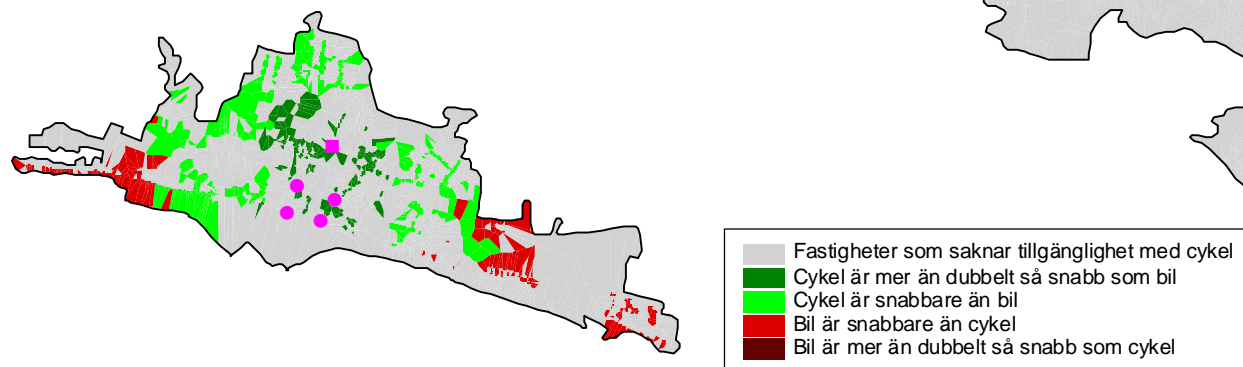 Fastigheter som saknar tillgänglighet med cykel
Cykel är mer än dubbelt så snabb som bil
Cykel är snabbare än bil
Bil är snabbare än cykel
Bil är mer än dubbelt så snabb som cykel